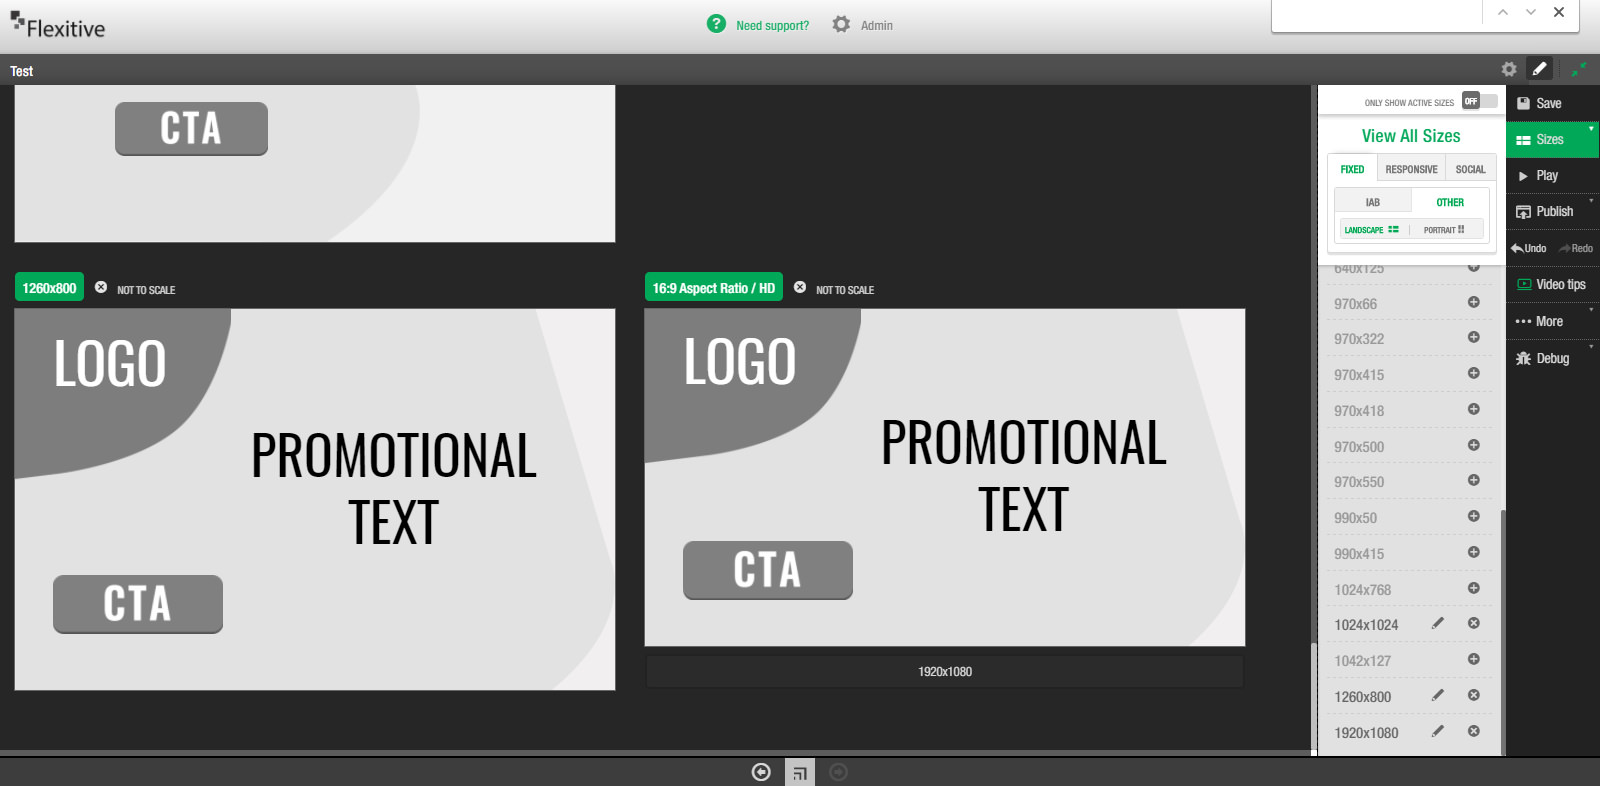 Flexitive
Need support?
Admin
Test
CTA
1260x800
NOT TO SCALE
LOGO
PROMOTIONAL
TEXT
CTA
16:9 Aspect Ratio / HD
NOT TO SCALE
LOGO
PROMOTIONAL
TEXT
CTA
1920x1080
ONLY SHOW ACTIVE SIZES OFF
View All Sizes
FIXED RESPONSIVE SOCIAL
IAB OTHER
LANDSCAPE PORTRAIT
640x125
970x66
970x322
970x415
970x418
970x500
970x550
990x50
990x415
1024x768
1024x1024
1042x127
1260x800
1920x1080
Save
Sizes
Play
Publish
Undo Redo
Video tips
More
Debug